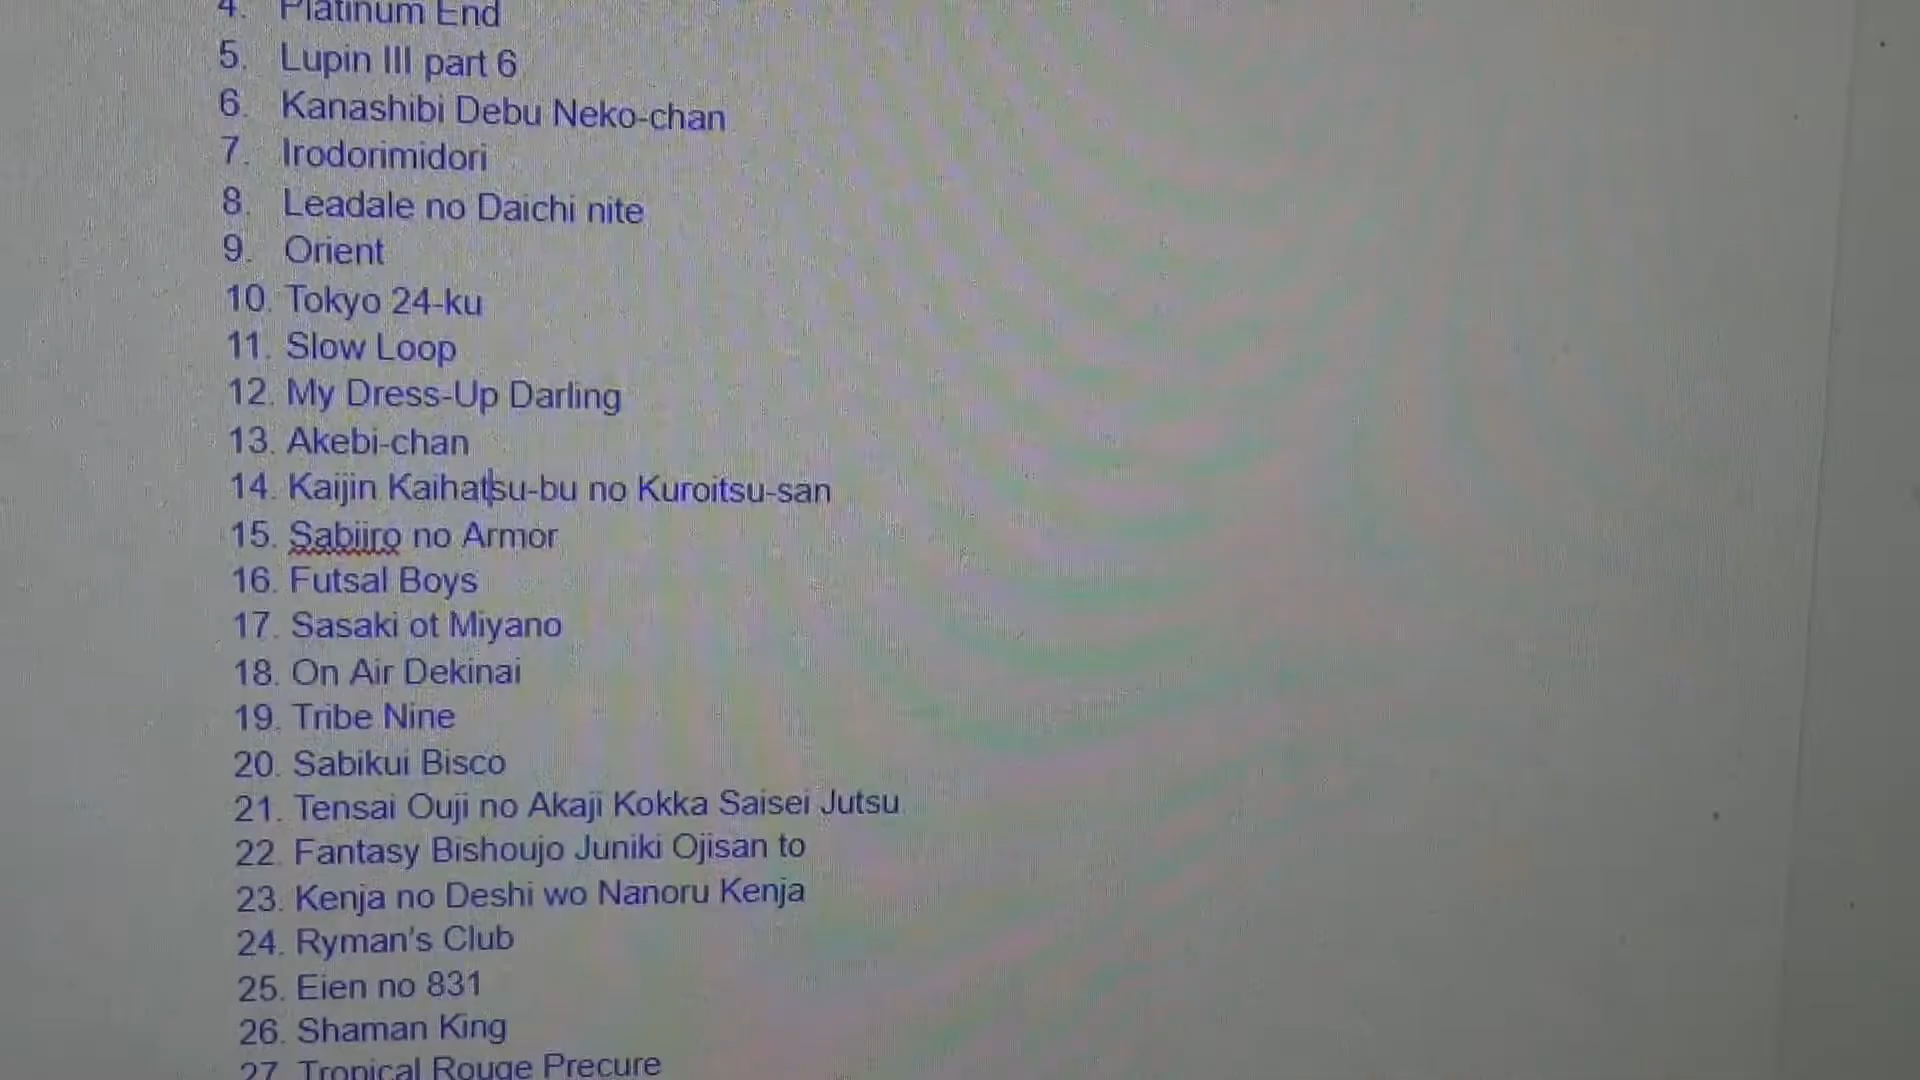 4. Platinum End
5. Lupin III part 6
6. Kanashibi Debu Neko-chan
7. Irodorimidori
8. Leadale no Daichi nite
9. Orient
10. Tokyo 24-ku
11. Slow Loop
12. My Dress-Up Darling
13. Akebi-chan
14. Kaijin Kaihatsu-bu no Kuroitsu-san
15. Sabiiro no Armor
16. Futsal Boys
17. Sasaki ot Miyano
18. On Air Dekinai
19. Tribe Nine
20. Sabikui Bisco
21. Tensai Ouji no Akaji Kokka Saisei Jutsu
22. Fantasy Bishoujo Juniki Ojisan to
23. Kenja no Deshi wo Nanoru Kenja
24. Ryman's Club
25. Eien no 831
26. Shaman King
27. Tropical Rouge Precure